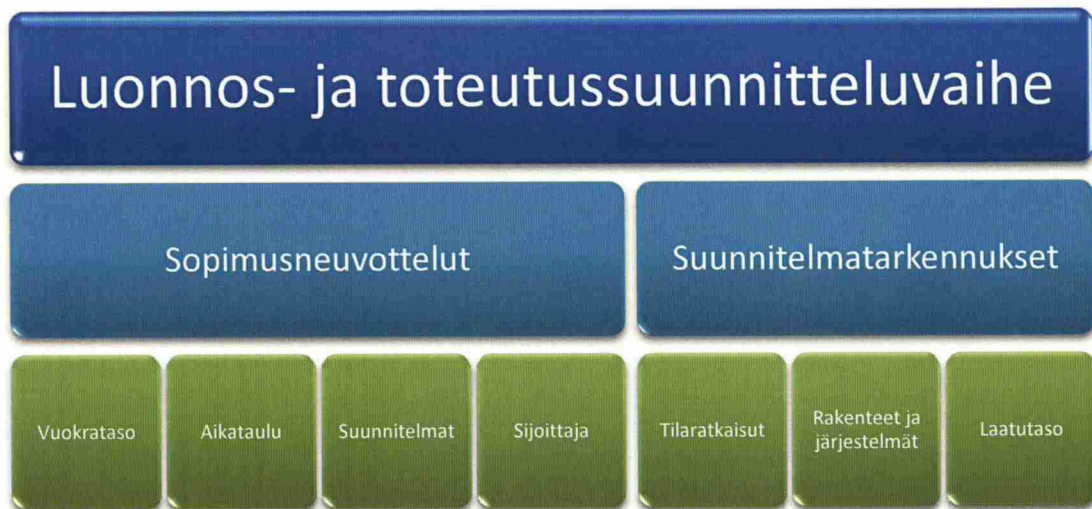 Luonnos- ja toteutussuunnitteluvaihe
Sopimusneuvottelut
Suunnitelmatarkennukset
Vuokrataso
Aikataulu
Suunnitelmat
Sijoittaja
Tilaratkaisut
Rakenteet ja
järjestelmät
Laatutaso